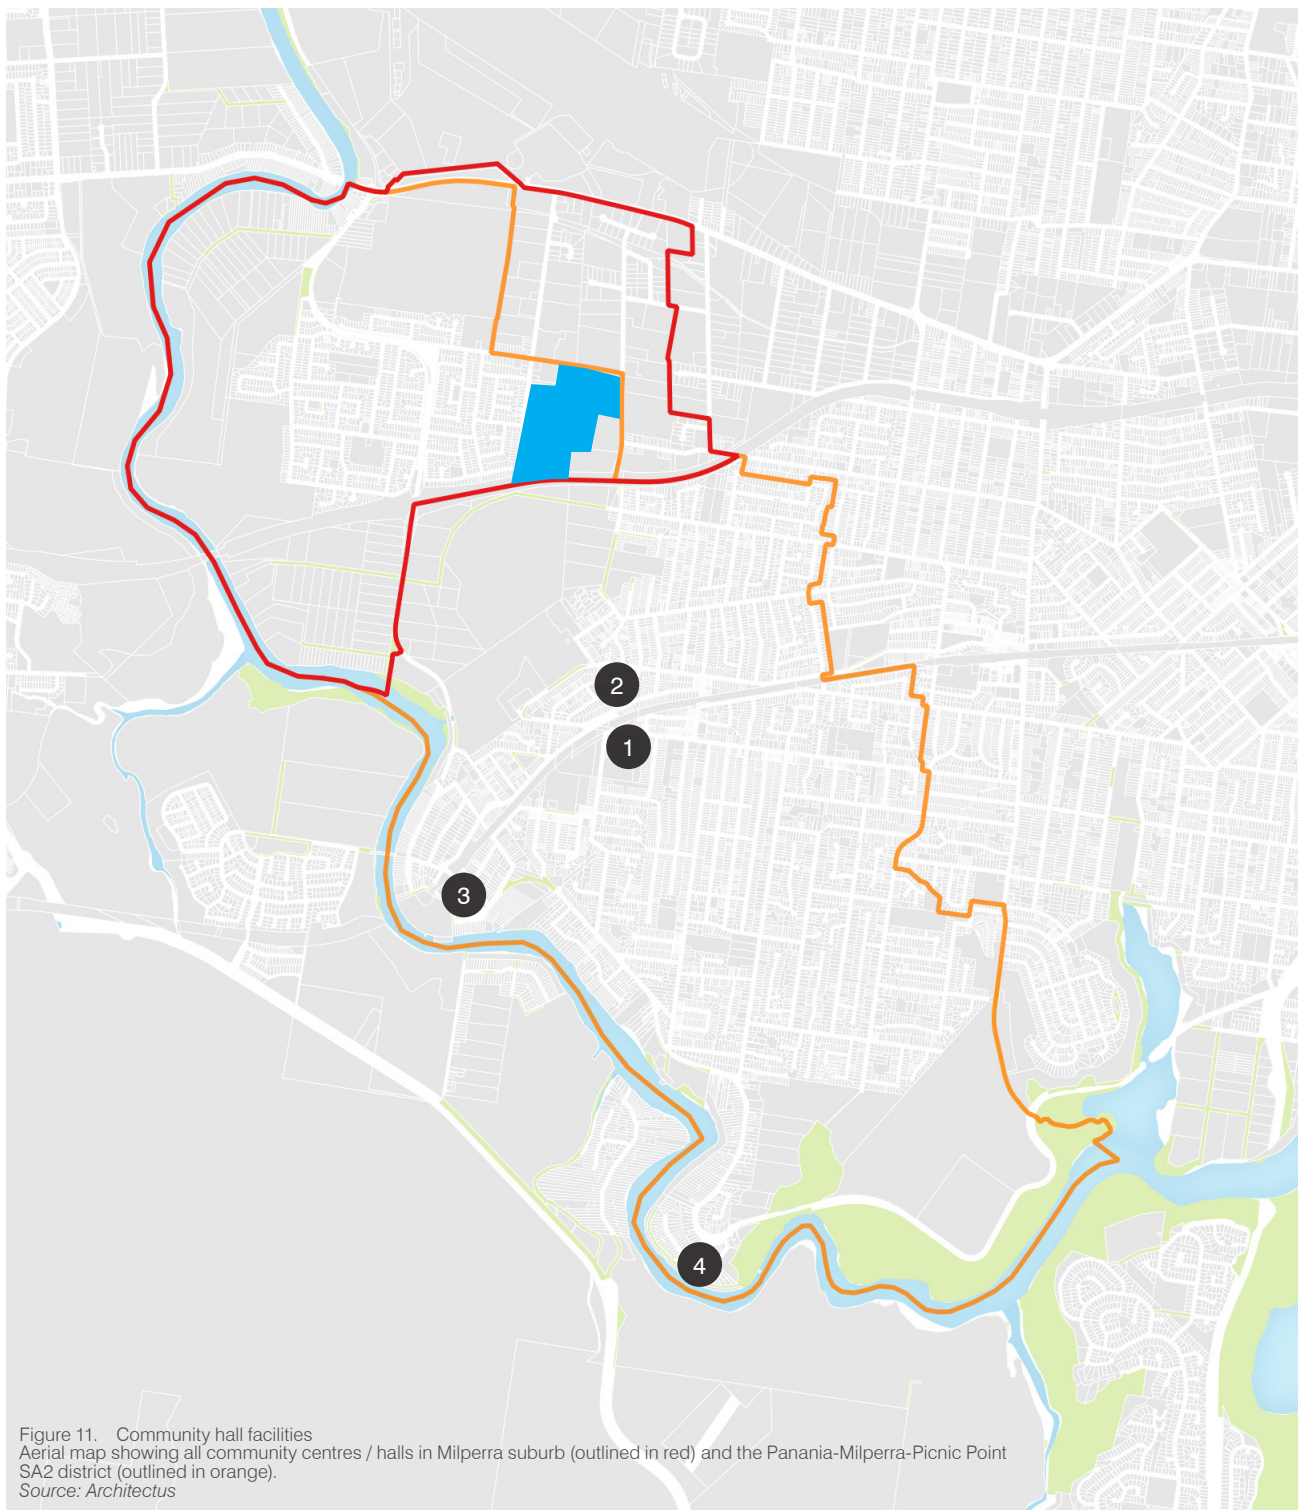 2
1
3
4
Figure 11. Community hall facilities
Aerial map showing all community centres / halls in Milperra suburb (outlined in red) and the Panania-Milperra-Picnic Point
SA2 district (outlined in orange).
Source: Architectus